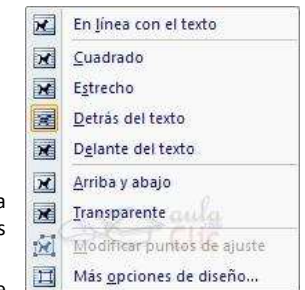 En línea con el texto
Cuadrado
Estrecho
Detrás del texto
Delante del texto
Arriba y abajo
Transparente
aula
a
s
Modificar puntos de ajuste
Más opciones de diseño...